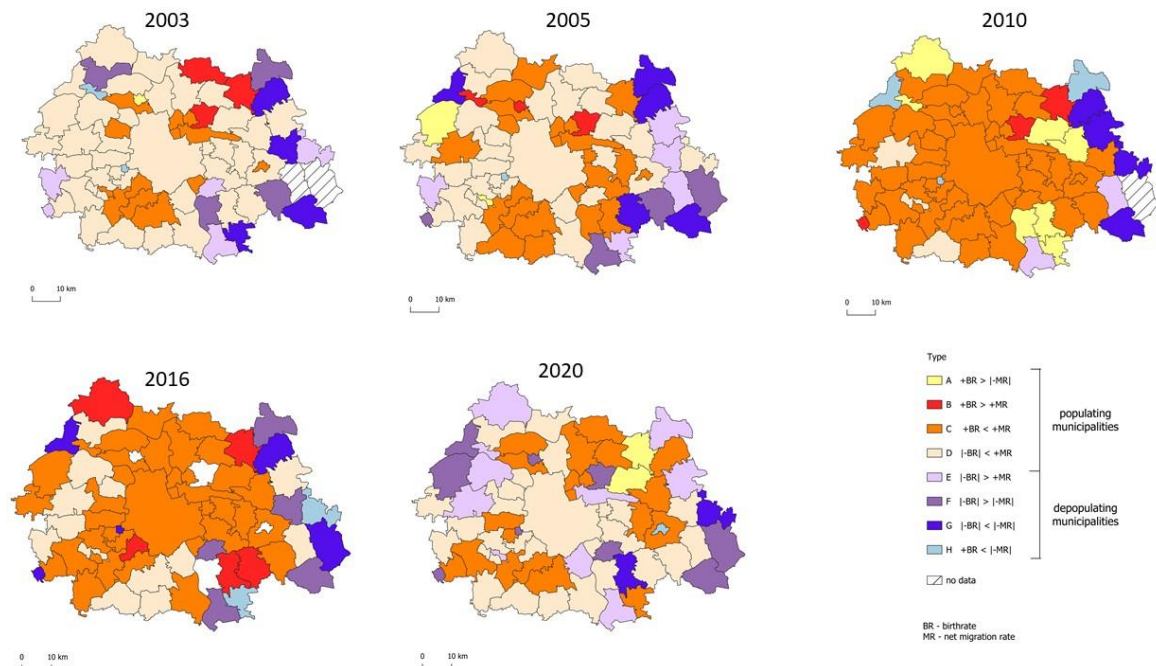 2003
2005
2010
0 10 km
0 10 km
0 10 km
2016
2020
0 10 km
0 10 km
Type
A +BR > |-MR|
B +BR > +MR
C +BR < +MR
D |-BR| < +MR
E |-BR| > +MR
F |-BR| > |-MR|
G |-BR| < |-MR|
H +BR < |-MR|
populating
municipalities
depopulating
municipalities
no data
BR - birthrate
MR - net migration rate